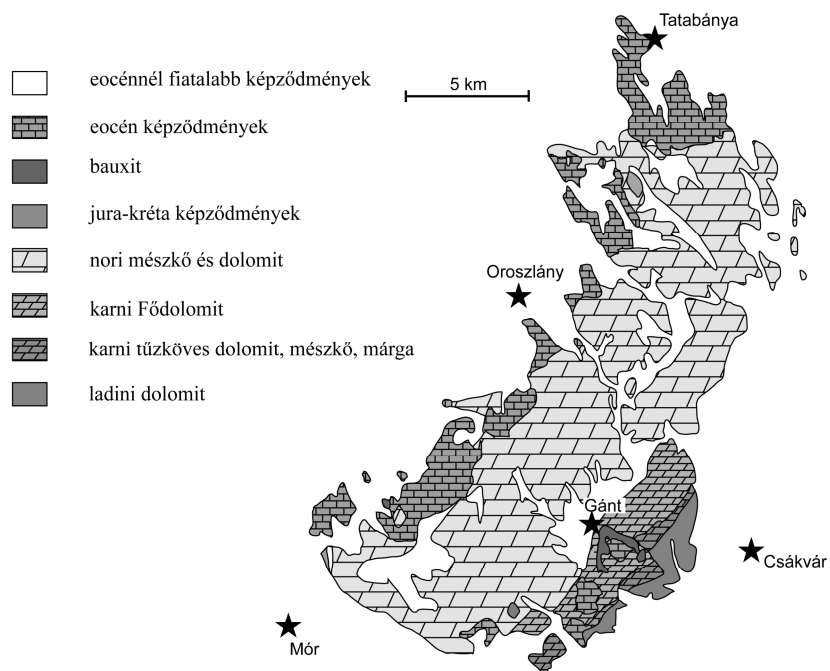 eocénnél fiatalabb képződmények
eocén képződmények
bauxit
jura-kréta képződmények
nori mészkő és dolomit
karni Fődolomit
karni tűzköves dolomit, mészkő, márga
ladini dolomit
5 km
Tatabánya
Oroszlány
Gánt
Csákvár
Mór